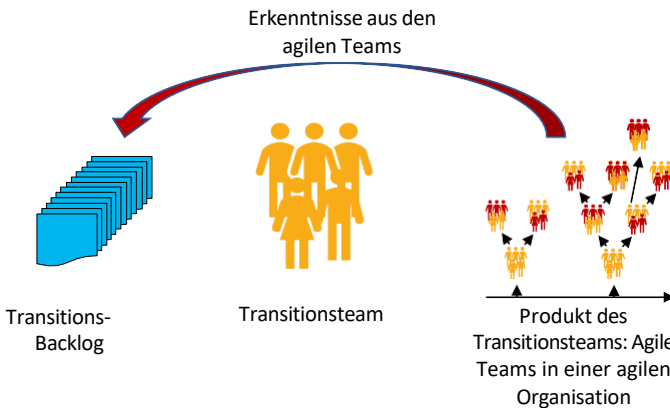 Erkenntnisse aus den
agilen Teams
Transitions-
Backlog
Transitionsteam
Produkt des
Transitionsteams: Agile
Teams in einer agilen
Organisation